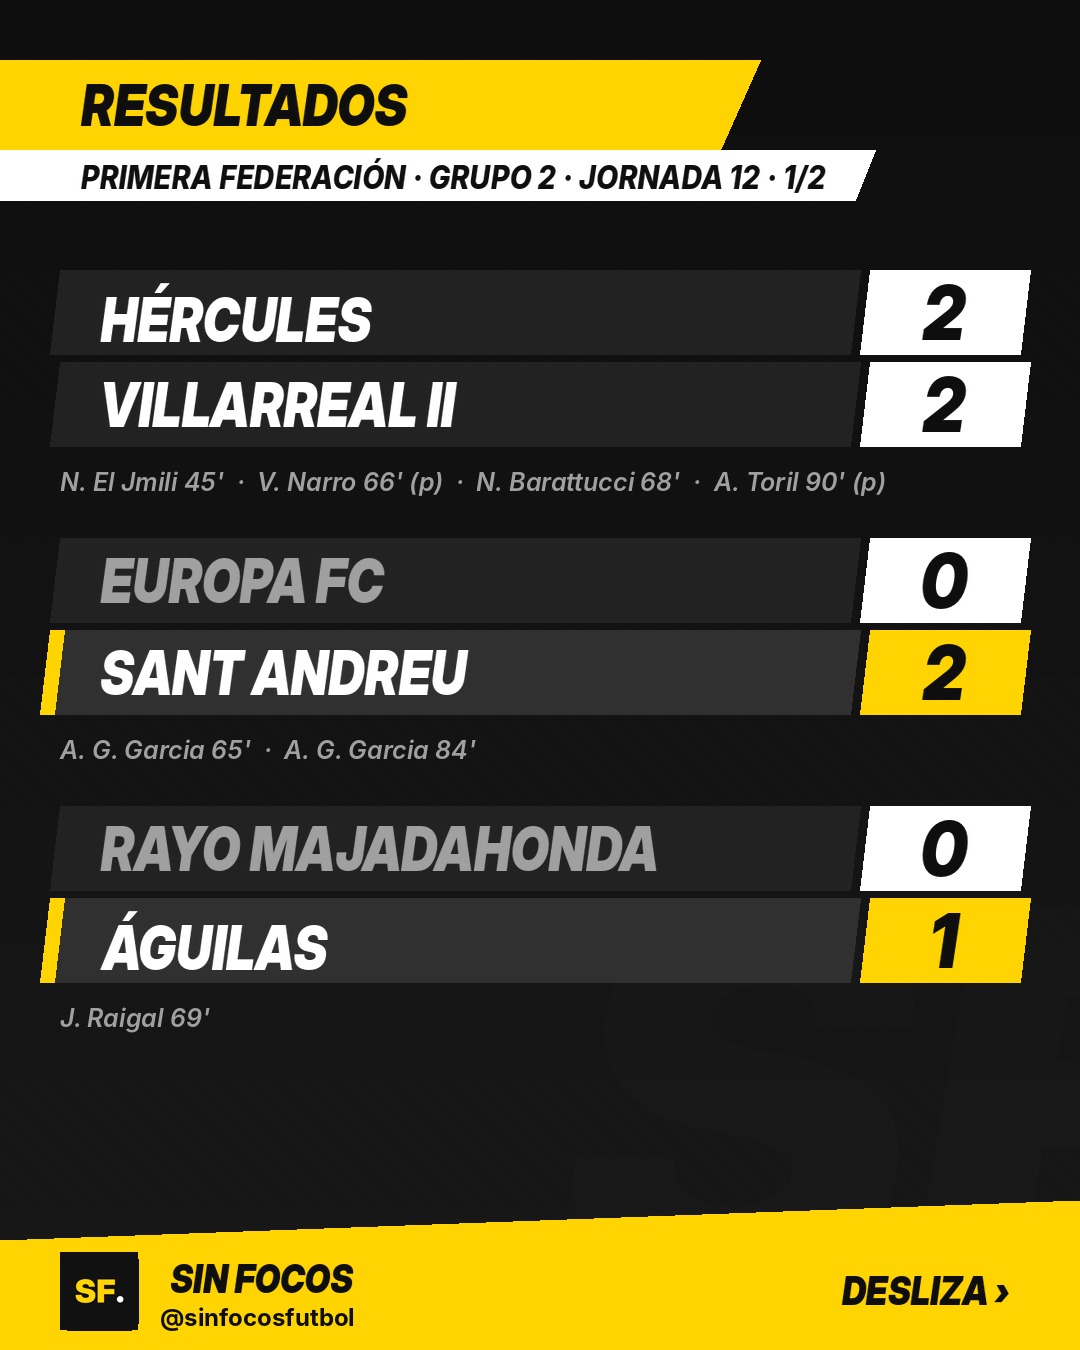 RESULTADOS
PRIMERA FEDERACIÓN · GRUPO 2 · JORNADA 12 · 1/2
HÉRCULES 2
VILLARREAL II 2
N. El Jmili 45' · V. Narro 66' (p) · N. Barattucci 68' · A. Toril 90' (p)
EUROPA FC 0
SANT ANDREU 2
A. G. Garcia 65' · A. G. Garcia 84'
RAYO MAJADAHONDA 0
ÁGUILAS 1
J. Raigal 69'
SF
SF.
SIN FOCOS
@sinfocosfutbol
DESLIZA ›